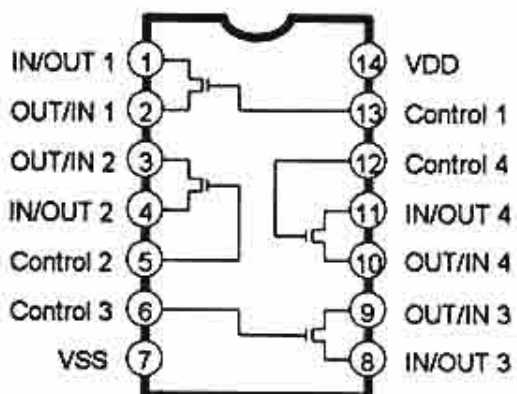 IN/OUT 1 1 14 VDD
OUT/IN 1 2 13 Control 1
OUT/IN 2 3 12 Control 4
IN/OUT 2 4 11 IN/OUT 4
Control 2 5 10 OUT/IN 4
Control 3 6 9 OUT/IN 3
VSS 7 8 IN/OUT 3